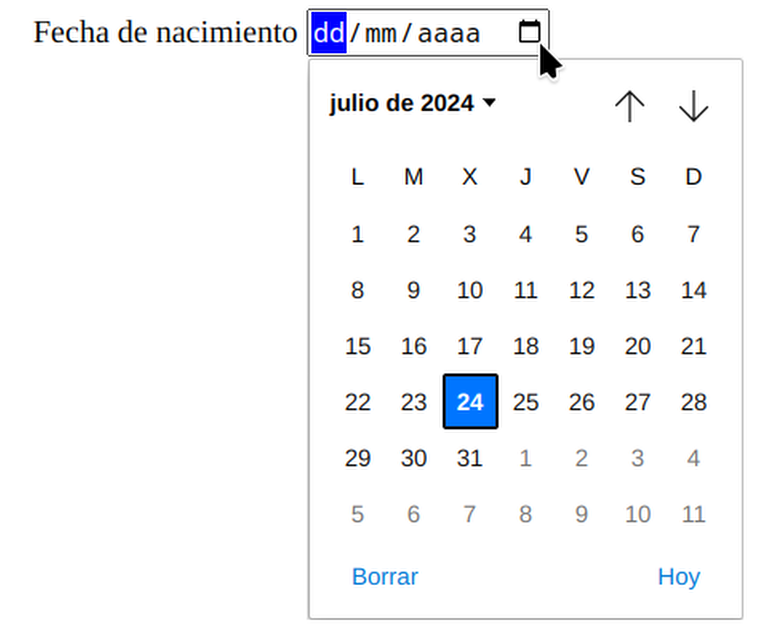 Fecha de nacimiento dd/mm/aaaa
julio de 2024
L M X J V S D
1 2 3 4 5 6 7
8 9 10 11 12 13 14
15 16 17 18 19 20 21
22 23 24 25 26 27 28
29 30 31 1 2 3 4
5 6 7 8 9 10 11
Borrar Hoy